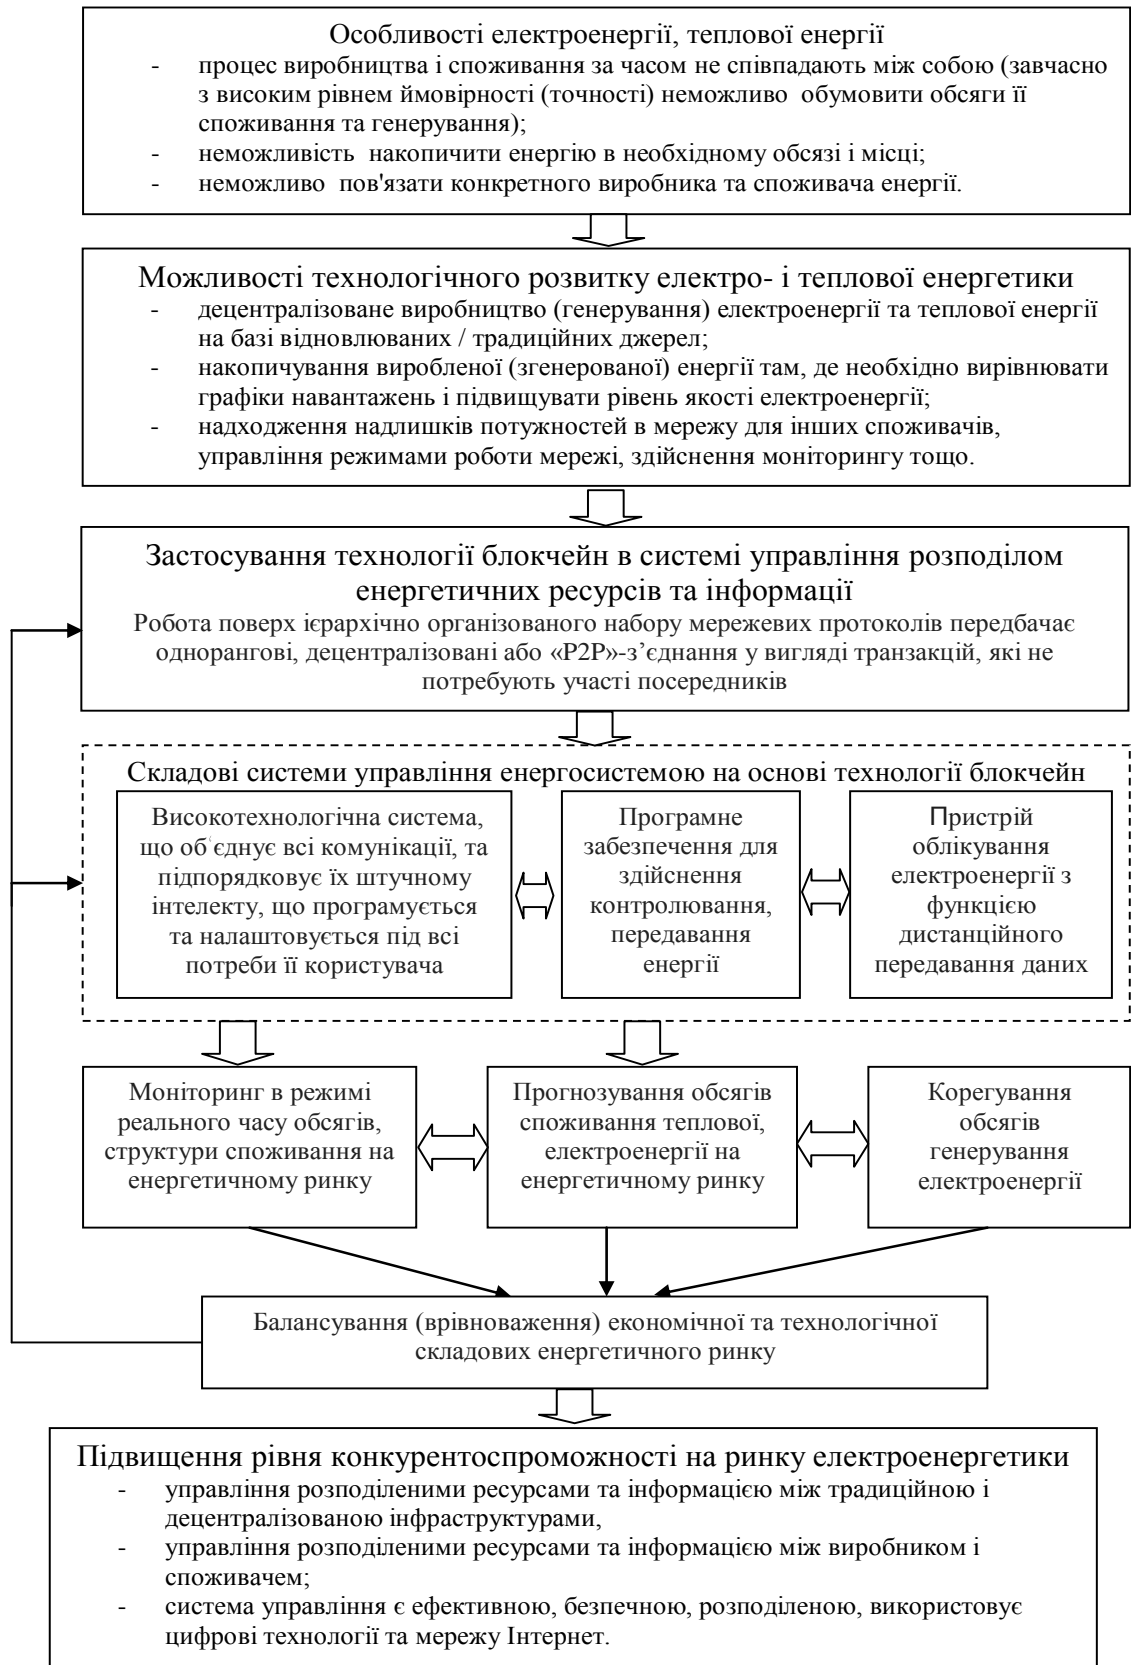 Особливості електроенергії, теплової енергії
- процес виробництва і споживання за часом не співпадають між собою (завчасно
з високим рівнем ймовірності (точності) неможливо обумовити обсяги її
споживання та генерування);
- неможливість накопичити енергію в необхідному обсязі і місці;
- неможливо пов'язати конкретного виробника та споживача енергії.
Можливості технологічного розвитку електро- і теплової енергетики
- децентралізоване виробництво (генерування) електроенергії та теплової енергії
на базі відновлюваних / традиційних джерел;
- накопичування виробленої (згенерованої) енергії там, де необхідно вирівнювати
графіки навантажень і підвищувати рівень якості електроенергії;
- надходження надлишків потужностей в мережу для інших споживачів,
управління режимами роботи мережі, здійснення моніторингу тощо.
Застосування технології блокчейн в системі управління розподілом
енергетичних ресурсів та інформації
Робота поверх ієрархічно організованого набору мережевих протоколів передбачає
однорангові, децентралізовані або «P2P»-з’єднання у вигляді транзакцій, які не
потребують участі посередників
Складові системи управління енергосистемою на основі технології блокчейн
Високотехнологічна система,
що об'єднує всі комунікації, та
підпорядковує їх штучному
інтелекту, що програмується
та налаштовується під всі
потреби її користувача
Програмне
забезпечення для
здійснення
контролювання,
передавання
енергії
Пристрій
облікування
електроенергії з
функцією
дистанційного
передавання даних
Моніторинг в режимі
реального часу обсягів,
структури споживання на
енергетичному ринку
Прогнозування обсягів
споживання теплової,
електроенергії на
енергетичному ринку
Корегування
обсягів
генерування
електроенергії
Балансування (врівноваження) економічної та технологічної
складових енергетичного ринку
Підвищення рівня конкурентоспроможності на ринку електроенергетики
- управління розподіленими ресурсами та інформацією між традиційною і
децентралізованою інфраструктурами,
- управління розподіленими ресурсами та інформацією між виробником і
споживачем;
- система управління є ефективною, безпечною, розподіленою, використовує
цифрові технології та мережу Інтернет.